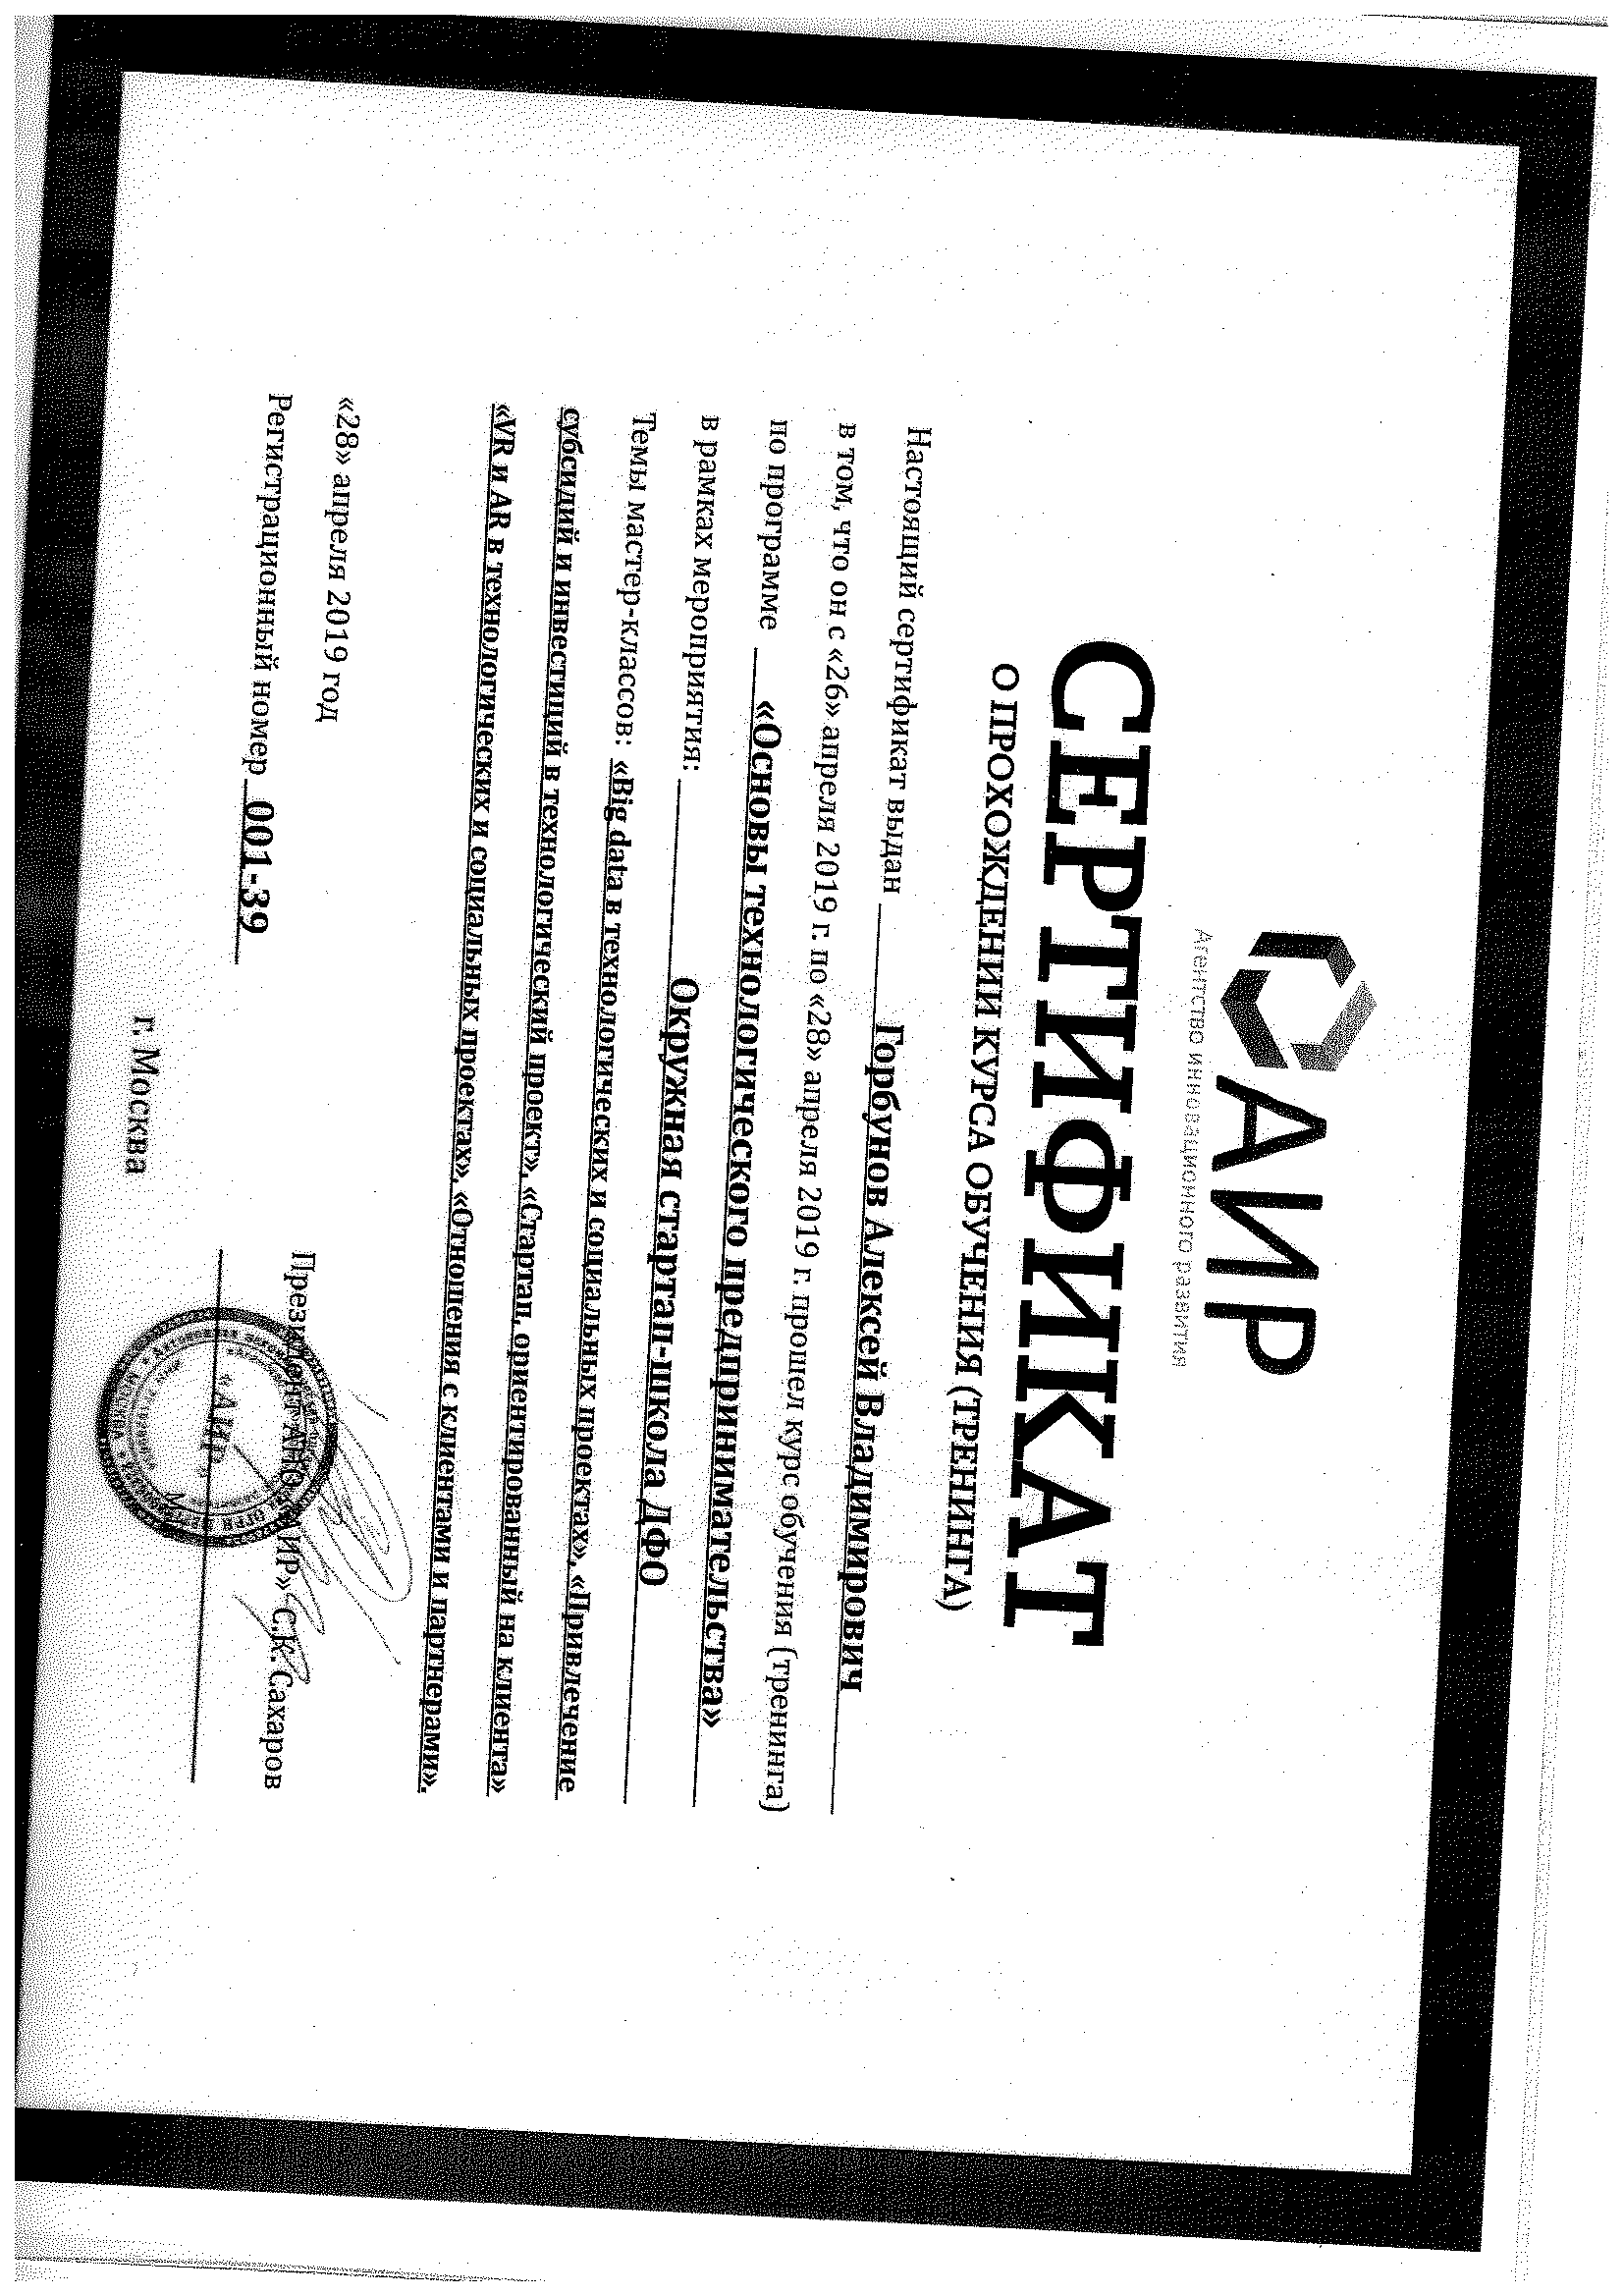 АИР
Агентство инновационного развития
СЕРТИФИКАТ
О ПРОХОЖДЕНИИ КУРСА ОБУЧЕНИЯ (ТРЕНИНГА)
Настоящий сертификат выдан Горбунов Алексей Владимирович
в том, что он с «26» апреля 2019 г. по «28» апреля 2019 г. прошел курс обучения (тренинга)
по программе «Основы технологического предпринимательства»
в рамках мероприятия: Окружная стартап-школа ДФО
Темы мастер-классов: «Big data в технологических и социальных проектах», «Привлечение
субсидий и инвестиций в технологический проект», «Стартап, ориентированный на клиента»
«VR и AR в технологических и социальных проектах», «Отношения с клиентами и партнерами».
«28» апреля 2019 год
Регистрационный номер 001-39
Президент АНО «АИР» С.К. Сахаров
«АИР»
г. Москва